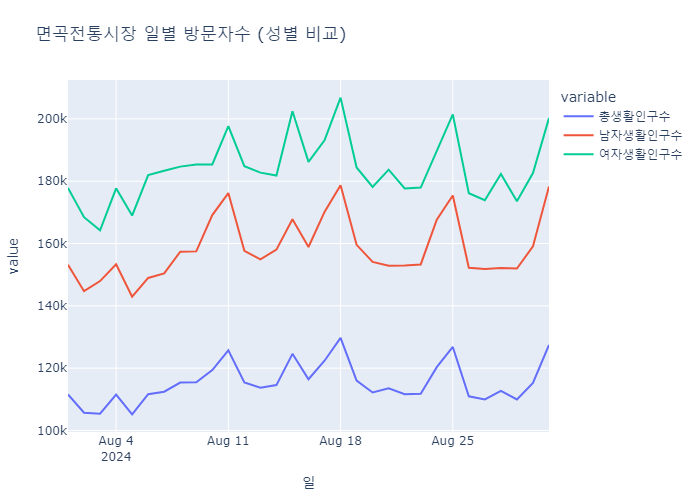 면곡전통시장 일별 방문자수 (성별 비교)
variable
총생활인구수
남자생활인구수
여자생활인구수
value
200k
180k
160k
140k
120k
100k
Aug 4
2024
Aug 11
Aug 18
Aug 25
일